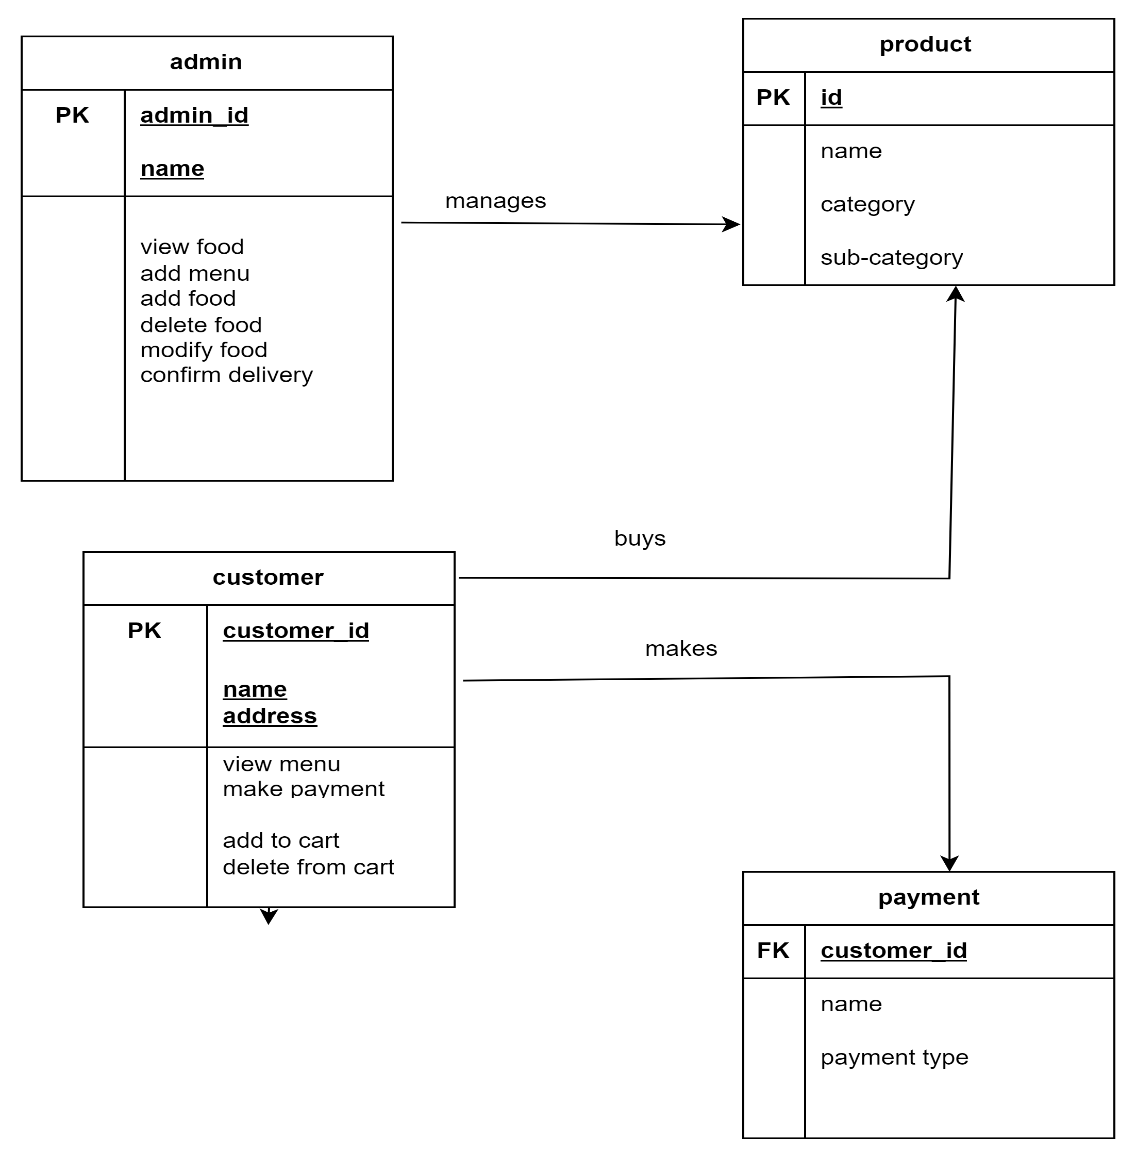 admin
PK admin_id
name
view food
add menu
add food
delete food
modify food
confirm delivery
manages
product
PK id
name
category
sub-category
buys
customer
PK customer_id
name
address
view menu
make payment
add to cart
delete from cart
makes
payment
FK customer_id
name
payment type